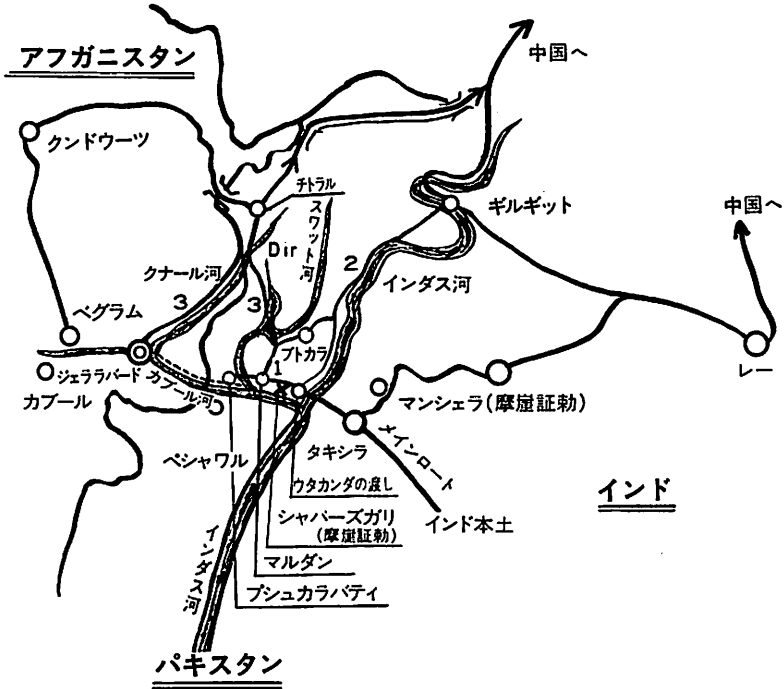 アフガニスタン
中国へ
クンドウーツ
チトラル
スワット河
ギルギット
中国へ
Dir
2
クナール河
インダス河
3
3
ベグラム
ブトカラ
レー
ジェララバード
カブール河
1
カブール
マンシェラ(摩崖証勅)
メインロート
ペシャワル
タキシラ
ウタカンダの渡し
インド
シャバーズガリ
(摩崖証勅)
インド本土
インダス河
マルダン
プシュカラバティ
パキスタン